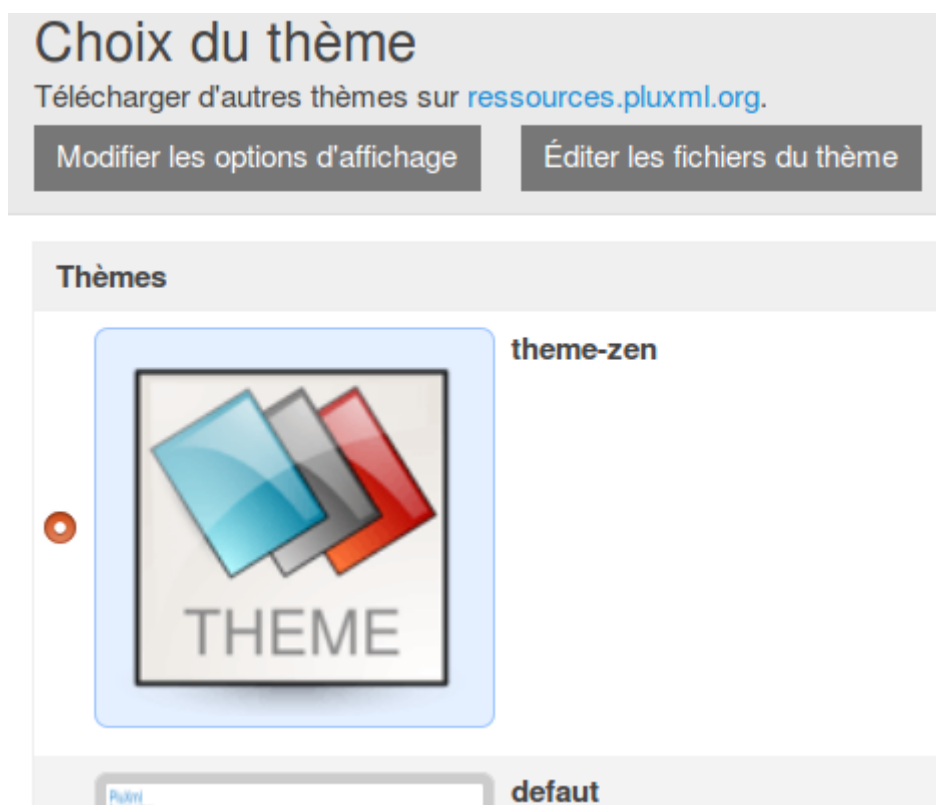 Choix du thème
Télécharger d'autres thèmes sur ressources.pluxml.org.
Modifier les options d'affichage Éditer les fichiers du thème
Thèmes
theme-zen
THEME
defaut
PluXml